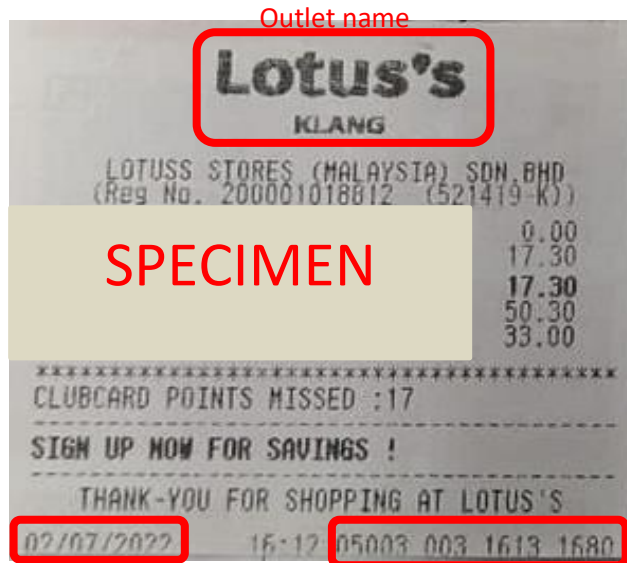 Outlet name
Lotus's
KLANG
LOTUSS STORES (MALAYSIA) SDN.BHD
(Reg No. 200001018812 (521419-K))
SPECIMEN
0.00
17.30
17.30
50.30
33.00
****************************************
CLUBCARD POINTS MISSED :17
----------------------------------------
SIGN UP NOW FOR SAVINGS !
----------------------------------------
THANK-YOU FOR SHOPPING AT LOTUS'S
02/07/2022 16:12 05003 003 1613 1680